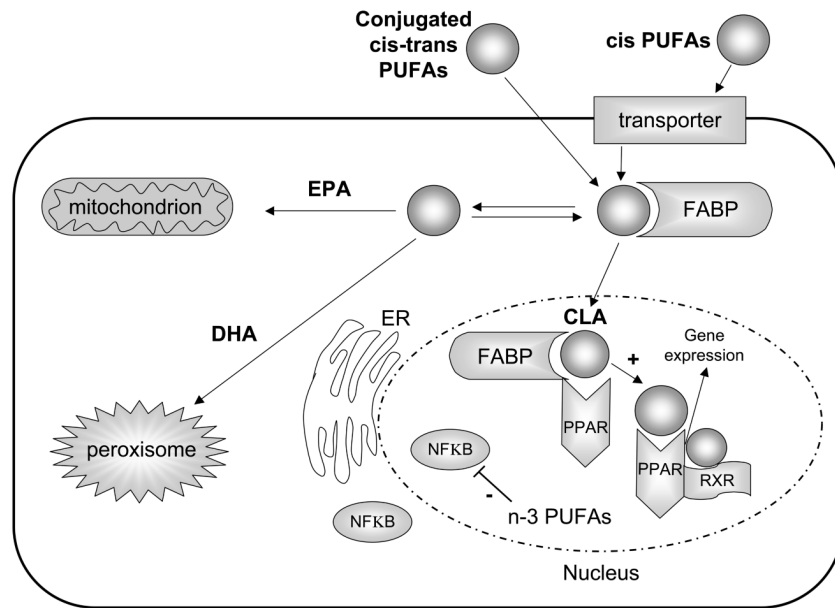 Conjugated
cis-trans
PUFAs
cis PUFAs
transporter
mitochondrion
EPA
FABP
DHA
ER
CLA
FABP
+
Gene
expression
PPAR
PPAR
RXR
peroxisome
NFKB
-
n-3 PUFAs
NFKB
Nucleus